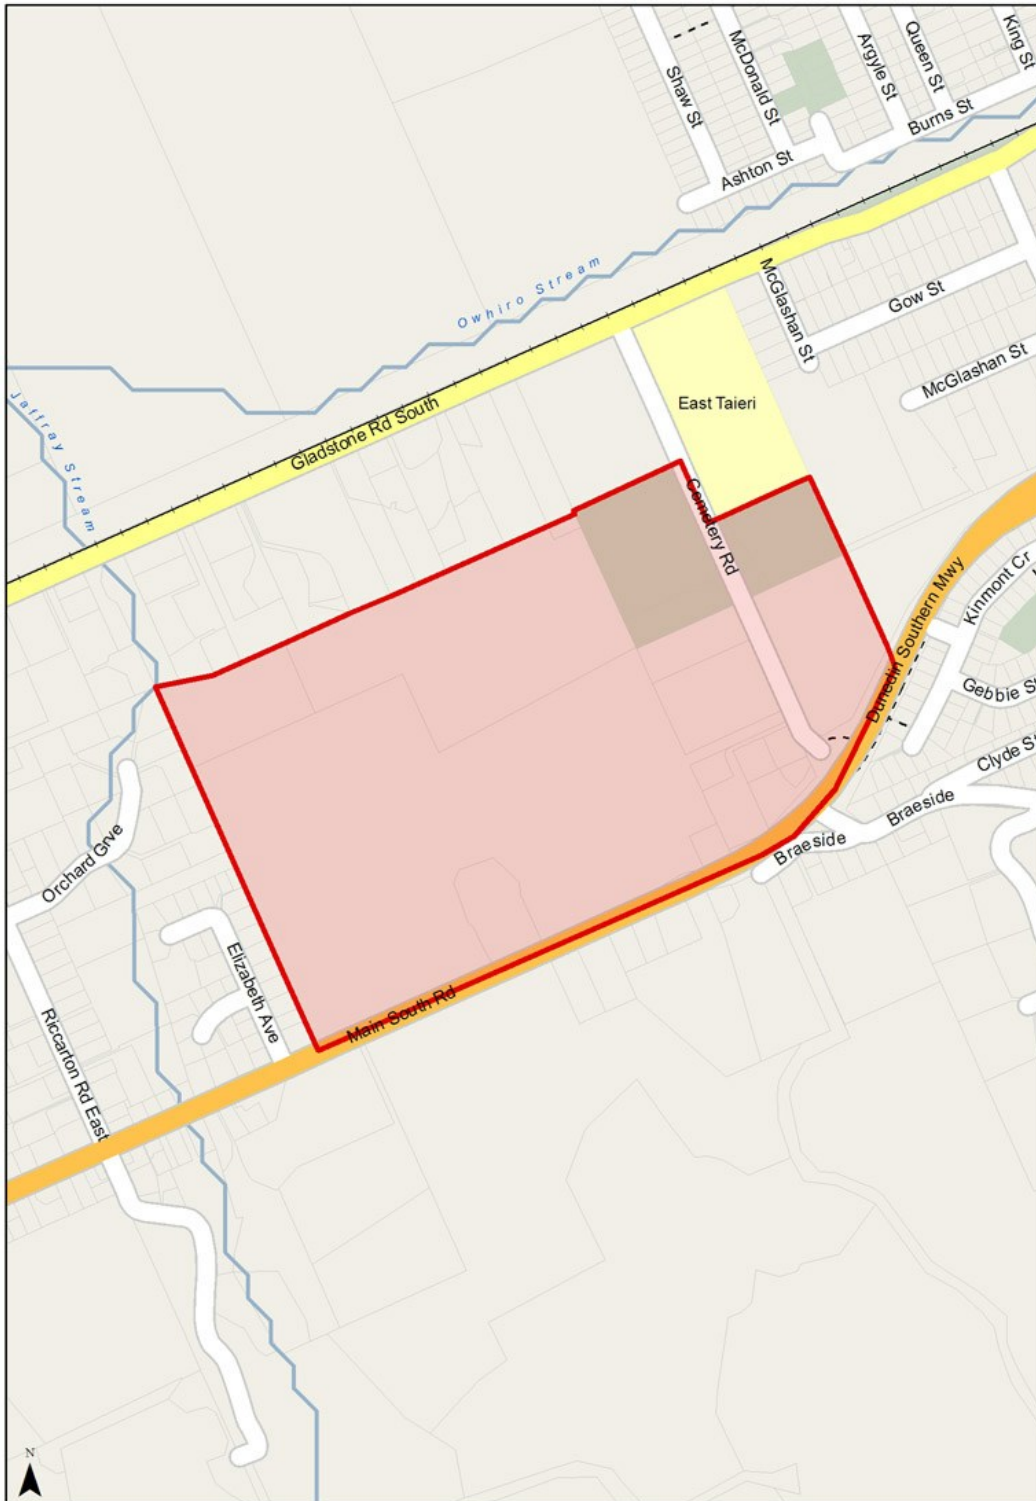 King St
Queen St
Argyle St
McDonald St
Shaw St
Burns St
Ashton St
Owhiro Stream
McGlashan St
Gow St
McGlashan St
Jaffray Stream
Gladstone Rd South
East Taieri
Cemetery Rd
Dunedin Southern Mwy
Kinmont Cr
Gebbie St
Clyde St
Braeside
Braeside
Orchard Grve
Elizabeth Ave
Main South Rd
Riccarton Rd East
N